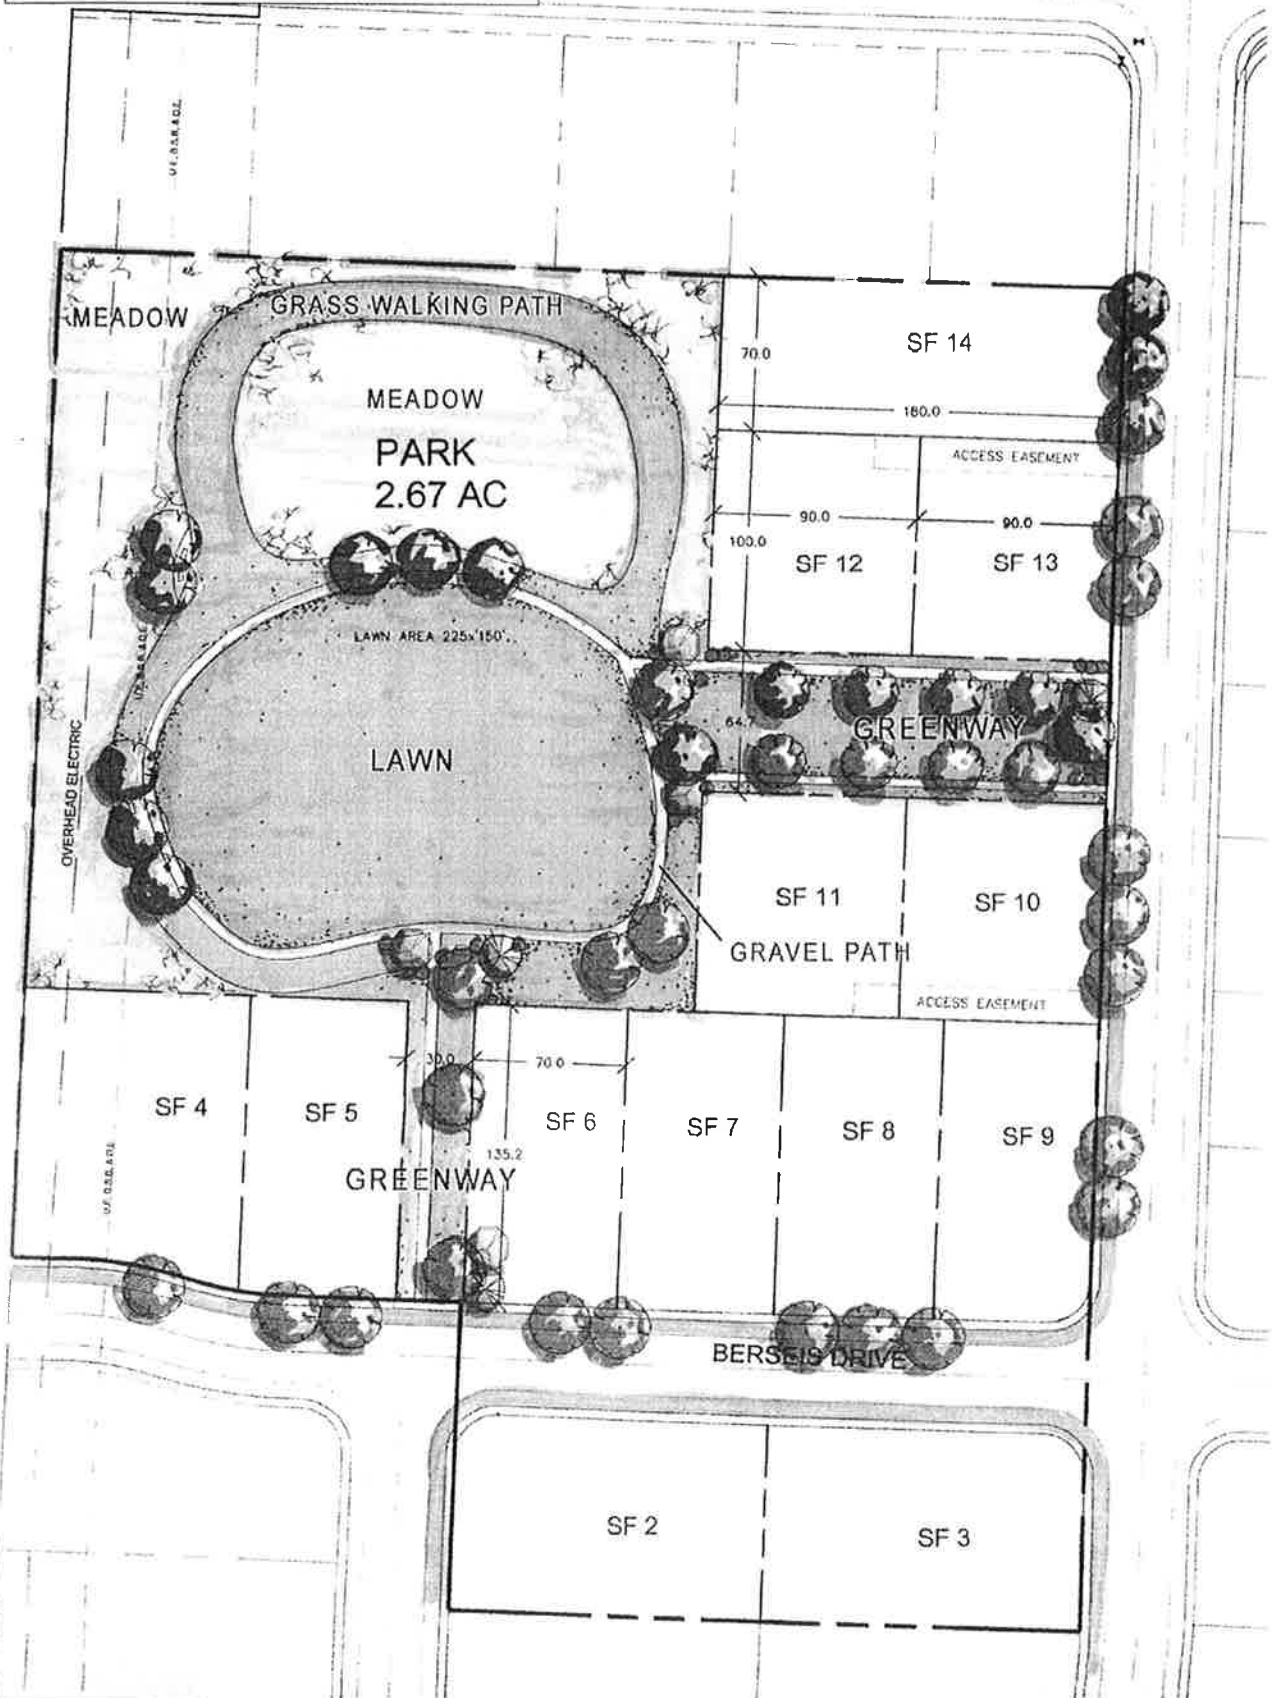 MEADOW
GRASS WALKING PATH
MEADOW
PARK
2.67 AC
70.0
SF 14
180.0
ACCESS EASEMENT
90.0
90.0
100.0
SF 12
SF 13
LAWN AREA 225x150'
64.7
GREENWAY
LAWN
OVERHEAD ELECTRIC
SF 11
SF 10
GRAVEL PATH
ACCESS EASEMENT
30.0
70.0
SF 4
SF 5
SF 6
SF 7
SF 8
SF 9
135.2
GREENWAY
BERSEIS DRIVE
SF 2
SF 3